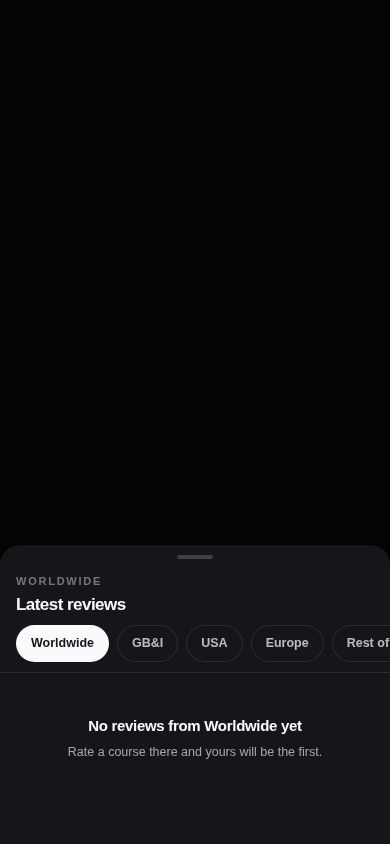 WORLDWIDE
Latest reviews
Worldwide GB&I USA Europe Rest of
No reviews from Worldwide yet
Rate a course there and yours will be the first.